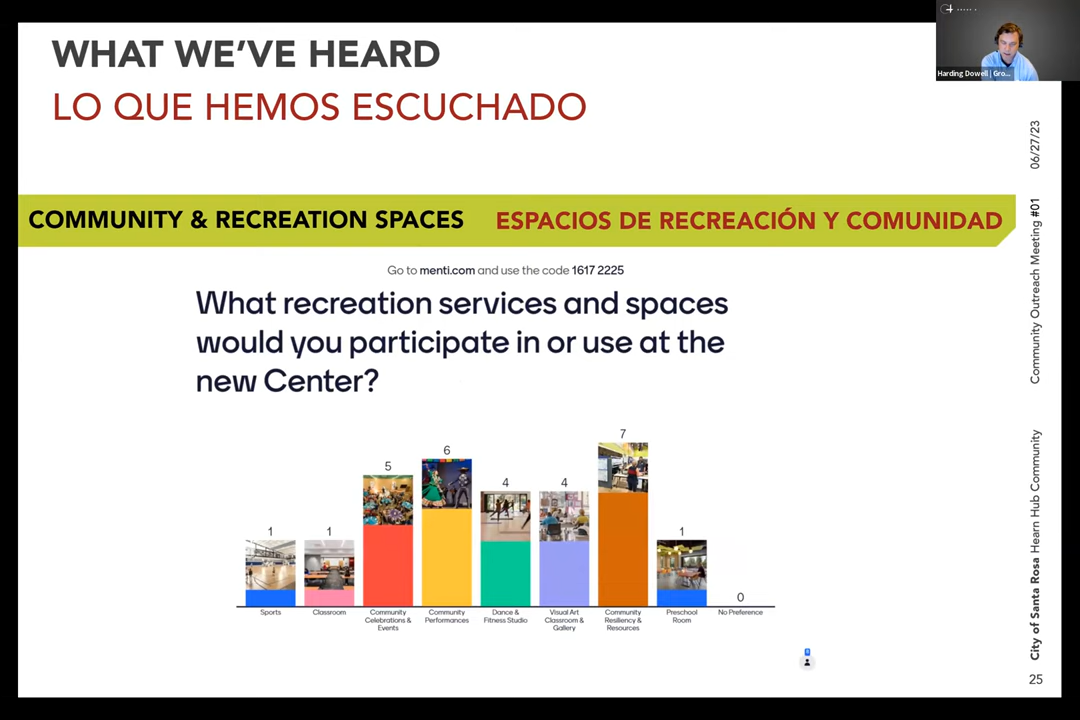 WHAT WE'VE HEARD
LO QUE HEMOS ESCUCHADO
Harding Dowell | Gro...
COMMUNITY & RECREATION SPACES
ESPACIOS DE RECREACIÓN Y COMUNIDAD
Go to menti.com and use the code 1617 2225
What recreation services and spaces
would you participate in or use at the
new Center?
1
1
5
6
4
4
7
1
0
Sports
Classroom
Community
Celebrations &
Events
Community
Performances
Dance &
Fitness Studio
Visual Art
Classroom &
Gallery
Community
Resiliency &
Resources
Preschool
Room
No Preference
06/27/23
Community Outreach Meeting #01
City of Santa Rosa Hearn Hub Community
25